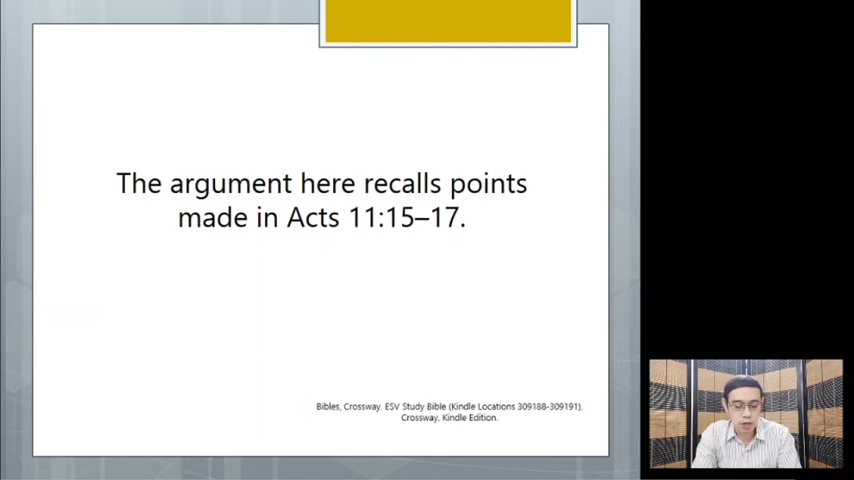 The argument here recalls points
made in Acts 11:15–17.
Bibles, Crossway. ESV Study Bible (Kindle Locations 309188-309191).
Crossway. Kindle Edition.